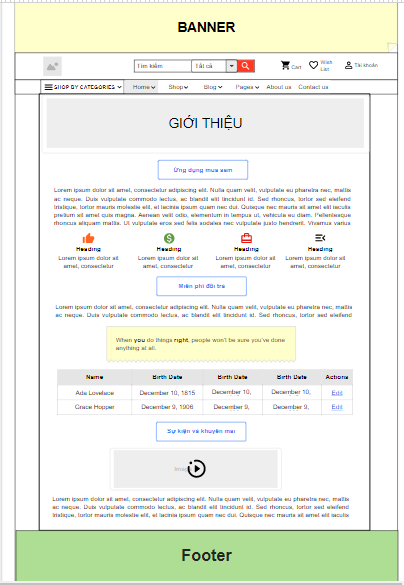 BANNER
Tìm kiếm Tất cả Cart Wish List Tài khoản
SHOP BY CATEGORIES Home Shop Blog Pages About us Contact us
GIỚI THIỆU
Ứng dụng mua sắm
Lorem ipsum dolor sit amet, consectetur adipiscing elit. Nulla quam velit, vulputate eu pharetra nec, mattis
ac neque. Duis vulputate commodo lectus, ac blandit elit tincidunt id. Sed rhoncus, tortor sed eleifend
tristique, tortor mauris molestie elit, et lacinia ipsum quam nec dui. Quisque nec mauris sit amet elit iaculis
pretium sit amet quis magna. Aenean velit odio, elementum in tempus ut, vehicula eu diam. Pellentesque
rhoncus aliquam mattis. Ut vulputate eros sed felis sodales nec vulputate justo hendrerit. Vivamus varius
Heading Heading Heading Heading
Lorem ipsum dolor sit Lorem ipsum dolor sit Lorem ipsum dolor sit Lorem ipsum dolor sit
amet, consectetur amet, consectetur amet, consectetur amet, consectetur
Miễn phí đổi trả
Lorem ipsum dolor sit amet, consectetur adipiscing elit. Nulla quam velit, vulputate eu pharetra nec, mattis
ac neque. Duis vulputate commodo lectus, ac blandit elit tincidunt id. Sed rhoncus, tortor sed eleifend
When you do things right, people won't be sure you've done
anything at all.
Name Birth Date Birth Date Birth Date Actions
Ada Lovelace December 10, 1815 December 10, December 10, Edit
Grace Hopper December 9, 1906 December 9, December 9, Edit
Sự kiện và khuyến mại
Lorem ipsum dolor sit amet, consectetur adipiscing elit. Nulla quam velit, vulputate eu pharetra nec, mattis
ac neque. Duis vulputate commodo lectus, ac blandit elit tincidunt id. Sed rhoncus, tortor sed eleifend
tristique, tortor mauris molestie elit, et lacinia ipsum quam nec dui. Quisque nec mauris sit amet elit iaculis
Footer